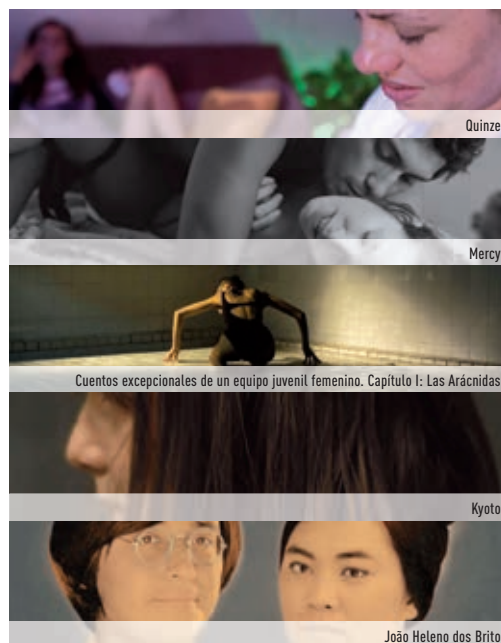 Quinze
Mercy
Cuentos excepcionales de un equipo juvenil femenino. Capítulo I: Las Arácnidas
Kyoto
João Heleno dos Brito